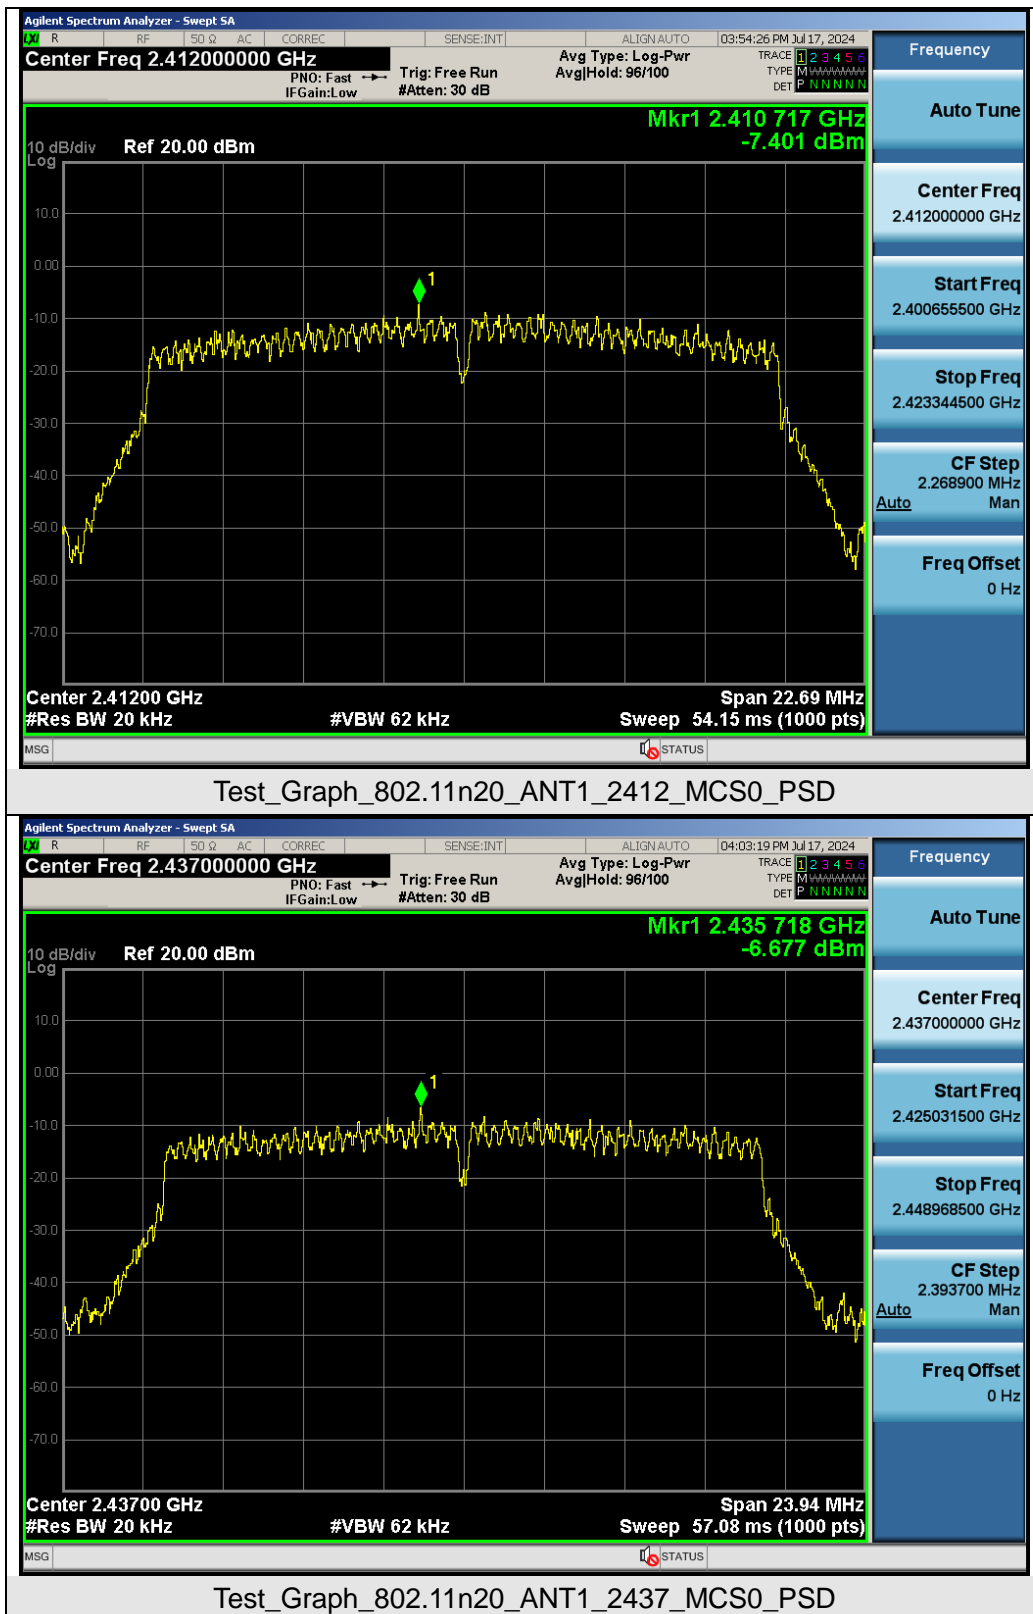 Agilent Spectrum Analyzer - Swept SA
LXI R RF 50 Ω AC CORREC SENSE:INT ALIGN AUTO 03:54:26 PM Jul 17, 2024
Center Freq 2.412000000 GHz
PNO: Fast
IFGain:Low
Trig: Free Run
#Atten: 30 dB
Avg Type: Log-Pwr
Avg|Hold: 96/100
TRACE 1 2 3 4 5 6
TYPE M WWWWW
DET P N N N N N
Mkr1 2.410 717 GHz
-7.401 dBm
10 dB/div Ref 20.00 dBm
Log
10.0
0.00
1
-10.0
-20.0
-30.0
-40.0
-50.0
-60.0
-70.0
Center 2.41200 GHz Span 22.69 MHz
#Res BW 20 kHz #VBW 62 kHz Sweep 54.15 ms (1000 pts)
MSG STATUS
Frequency
Auto Tune
Center Freq
2.412000000 GHz
Start Freq
2.400655500 GHz
Stop Freq
2.423344500 GHz
CF Step
2.268900 MHz
Auto Man
Freq Offset
0 Hz
Test_Graph_802.11n20_ANT1_2412_MCS0_PSD
Agilent Spectrum Analyzer - Swept SA
LXI R RF 50 Ω AC CORREC SENSE:INT ALIGN AUTO 04:03:19 PM Jul 17, 2024
Center Freq 2.437000000 GHz
PNO: Fast
IFGain:Low
Trig: Free Run
#Atten: 30 dB
Avg Type: Log-Pwr
Avg|Hold: 96/100
TRACE 1 2 3 4 5 6
TYPE M WWWWW
DET P N N N N N
Mkr1 2.435 718 GHz
-6.677 dBm
10 dB/div Ref 20.00 dBm
Log
10.0
0.00
1
-10.0
-20.0
-30.0
-40.0
-50.0
-60.0
-70.0
Center 2.43700 GHz Span 23.94 MHz
#Res BW 20 kHz #VBW 62 kHz Sweep 57.08 ms (1000 pts)
MSG STATUS
Frequency
Auto Tune
Center Freq
2.437000000 GHz
Start Freq
2.425031500 GHz
Stop Freq
2.448968500 GHz
CF Step
2.393700 MHz
Auto Man
Freq Offset
0 Hz
Test_Graph_802.11n20_ANT1_2437_MCS0_PSD